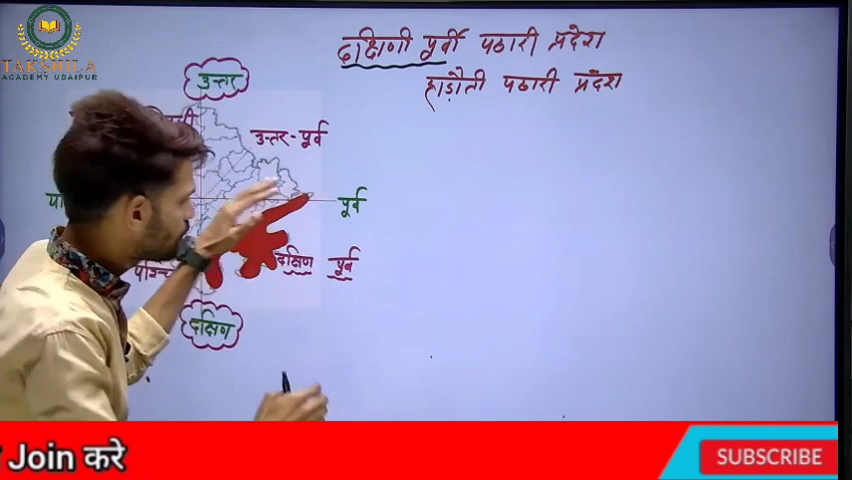 TAKSHILA
ACADEMY UDAIPUR
दक्षिणी पूर्वी पठारी प्रदेश
हाड़ौती पठारी प्रदेश
उत्तर
उत्तर-पूर्व
पूर्व
दक्षिण पूर्व
दक्षिण
Join करे
SUBSCRIBE